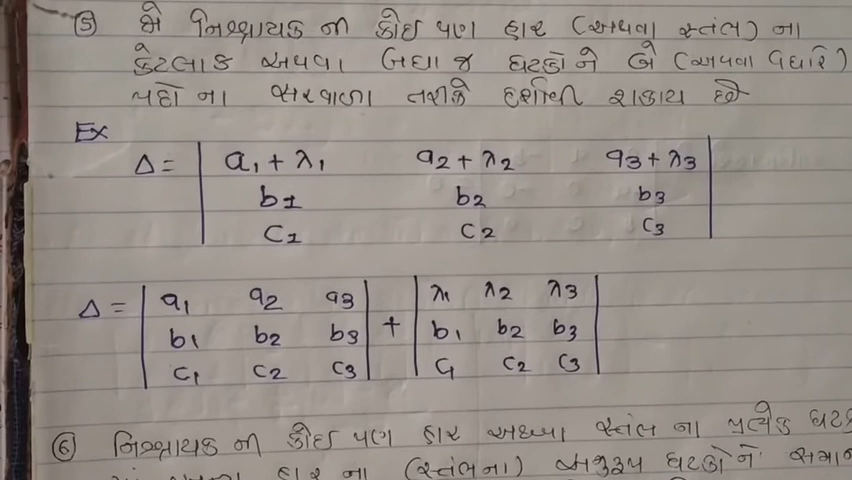 ⑤ જો નિશ્ચાયક ની કોઈ પણ હાર (અથવા સ્તંભ) ના
કેટલાક અથવા બધા જ ઘટકો ને બે (અથવા વધારે)
પદો ના સરવાળા તરીકે દર્શાવી શકાય છે
Ex
Δ = | a₁ + λ₁ a₂ + λ₂ a₃ + λ₃ |
b₁ b₂ b₃
c₁ c₂ c₃
Δ = | a₁ a₂ a₃ | + | λ₁ λ₂ λ₃ |
b₁ b₂ b₃ b₁ b₂ b₃
c₁ c₂ c₃ c₁ c₂ c₃
⑥ નિશ્ચાયક ની કોઈ પણ હાર અથવા સ્તંભ ના પ્રત્યેક
હાર ના (સ્તંભના) અનુરૂપ ઘટકોને